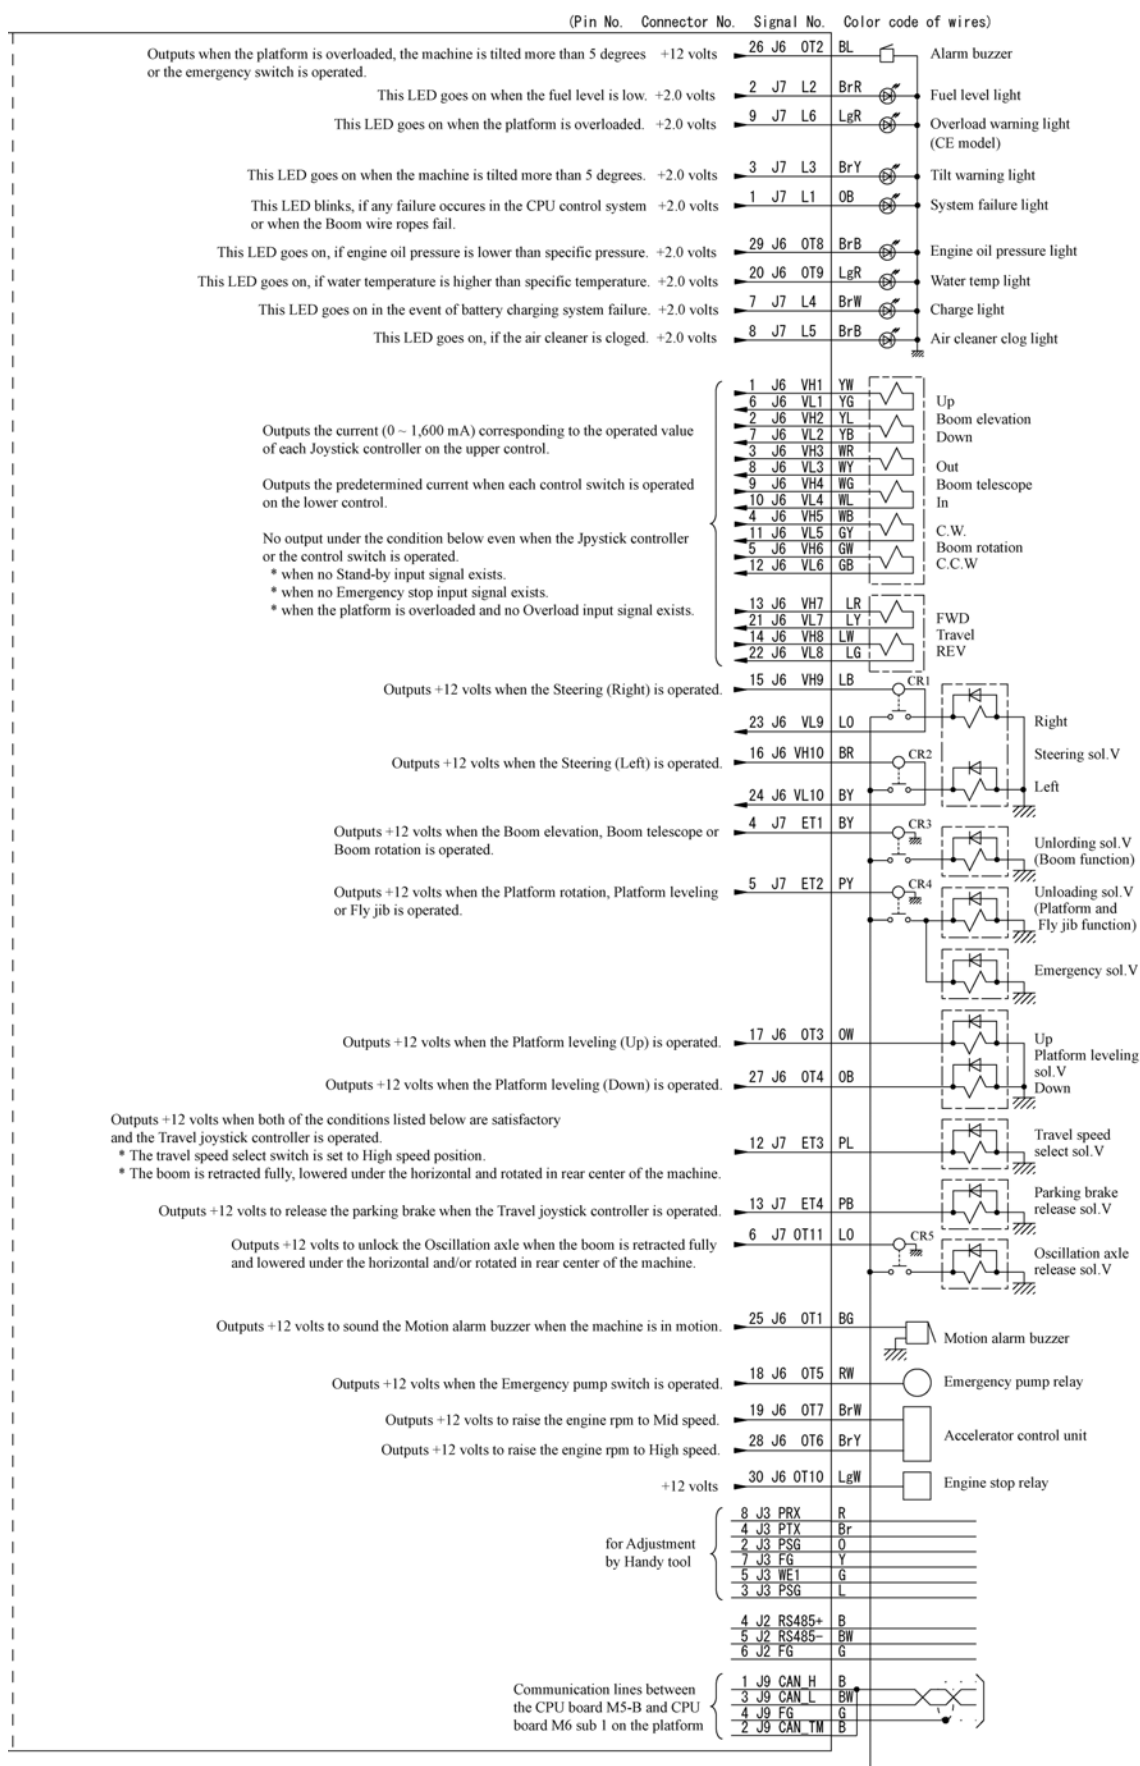 (Pin No. Connector No. Signal No. Color code of wires)
Outputs when the platform is overloaded, the machine is tilted more than 5 degrees +12 volts 26 J6 OT2 BL Alarm buzzer
or the emergency switch is operated.
This LED goes on when the fuel level is low. +2.0 volts 2 J7 L2 BrR Fuel level light
This LED goes on when the platform is overloaded. +2.0 volts 9 J7 L6 LgR Overload warning light
(CE model)
This LED goes on when the machine is tilted more than 5 degrees. +2.0 volts 3 J7 L3 BrY Tilt warning light
This LED blinks, if any failure occures in the CPU control system +2.0 volts 1 J7 L1 OB System failure light
or when the Boom wire ropes fail.
This LED goes on, if engine oil pressure is lower than specific pressure. +2.0 volts 29 J6 OT8 BrB Engine oil pressure light
This LED goes on, if water temperature is higher than specific temperature. +2.0 volts 20 J6 OT9 LgR Water temp light
This LED goes on in the event of battery charging system failure. +2.0 volts 7 J7 L4 BrW Charge light
This LED goes on, if the air cleaner is cloged. +2.0 volts 8 J7 L5 BrB Air cleaner clog light
1 J6 VH1 YW
6 J6 VL1 YG Up
2 J6 VH2 YL Boom elevation
7 J6 VL2 YB Down
3 J6 VH3 WR
8 J6 VL3 WY Out
9 J6 VH4 WG Boom telescope
10 J6 VL4 WL In
4 J6 VH5 WB
11 J6 VL5 GY C.W.
5 J6 VH6 GW Boom rotation
12 J6 VL6 GB C.C.W
Outputs the current (0 ~ 1,600 mA) corresponding to the operated value
of each Joystick controller on the upper control.
Outputs the predetermined current when each control switch is operated
on the lower control.
No output under the condition below even when the Jpystick controller
or the control switch is operated.
* when no Stand-by input signal exists.
* when no Emergency stop input signal exists.
* when the platform is overloaded and no Overload input signal exists.
13 J6 VH7 LR
21 J6 VL7 LY FWD
14 J6 VH8 LW Travel
22 J6 VL8 LG REV
Outputs +12 volts when the Steering (Right) is operated. 15 J6 VH9 LB CR1
23 J6 VL9 LO Right
Steering sol.V
Outputs +12 volts when the Steering (Left) is operated. 16 J6 VH10 BR CR2
24 J6 VL10 BY Left
Outputs +12 volts when the Boom elevation, Boom telescope or 4 J7 ET1 BY CR3 Unlording sol.V
Boom rotation is operated. (Boom function)
Outputs +12 volts when the Platform rotation, Platform leveling 5 J7 ET2 PY CR4 Unloading sol.V
or Fly jib is operated. (Platform and
Fly jib function)
Emergency sol.V
Outputs +12 volts when the Platform leveling (Up) is operated. 17 J6 OT3 OW Up
Platform leveling
sol.V
Outputs +12 volts when the Platform leveling (Down) is operated. 27 J6 OT4 OB Down
Outputs +12 volts when both of the conditions listed below are satisfactory
and the Travel joystick controller is operated. 12 J7 ET3 PL Travel speed
* The travel speed select switch is set to High speed position. select sol.V
* The boom is retracted fully, lowered under the horizontal and rotated in rear center of the machine.
Outputs +12 volts to release the parking brake when the Travel joystick controller is operated. 13 J7 ET4 PB Parking brake
release sol.V
Outputs +12 volts to unlock the Oscillation axle when the boom is retracted fully 6 J7 OT11 LO CR5 Oscillation axle
and lowered under the horizontal and/or rotated in rear center of the machine. release sol.V
Outputs +12 volts to sound the Motion alarm buzzer when the machine is in motion. 25 J6 OT1 BG Motion alarm buzzer
Outputs +12 volts when the Emergency pump switch is operated. 18 J6 OT5 RW Emergency pump relay
Outputs +12 volts to raise the engine rpm to Mid speed. 19 J6 OT7 BrW
Accelerator control unit
Outputs +12 volts to raise the engine rpm to High speed. 28 J6 OT6 BrY
+12 volts 30 J6 OT10 LgW Engine stop relay
for Adjustment
by Handy tool
8 J3 PRX R
4 J3 PTX Br
2 J3 PSG O
7 J3 FG Y
5 J3 WE1 G
3 J3 PSG L
4 J2 RS485+ B
5 J2 RS485- BW
6 J2 FG G
Communication lines between
the CPU board M5-B and CPU
board M6 sub 1 on the platform
1 J9 CAN_H B
3 J9 CAN_L BW
4 J9 FG G
2 J9 CAN_TM B